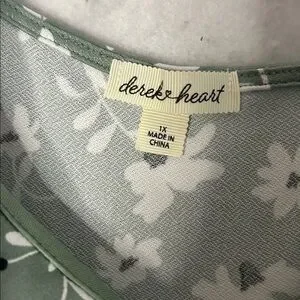 derek heart
1X
MADE IN
CHINA